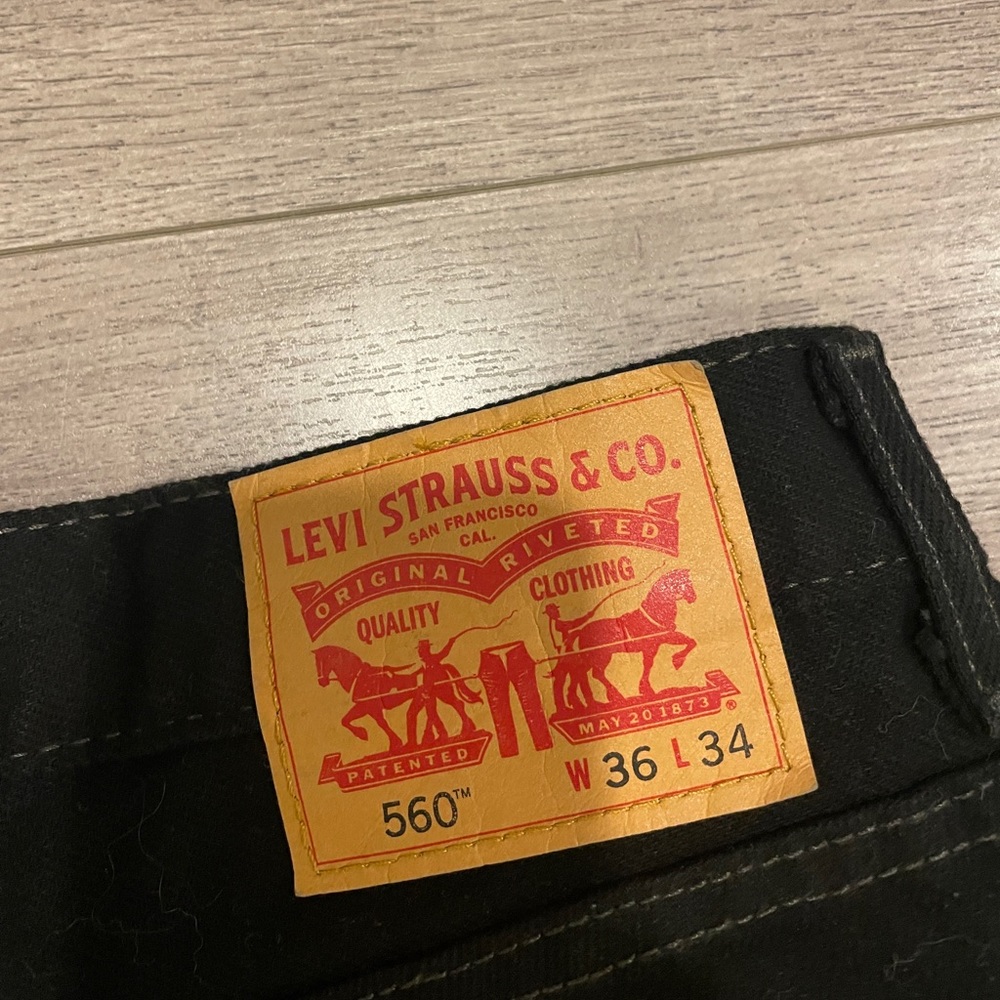 LEVI STRAUSS & CO.
SAN FRANCISCO
CAL.
ORIGINAL RIVETED
QUALITY CLOTHING
PATENTED MAY 20 1873 ®
560™ W 36 L 34